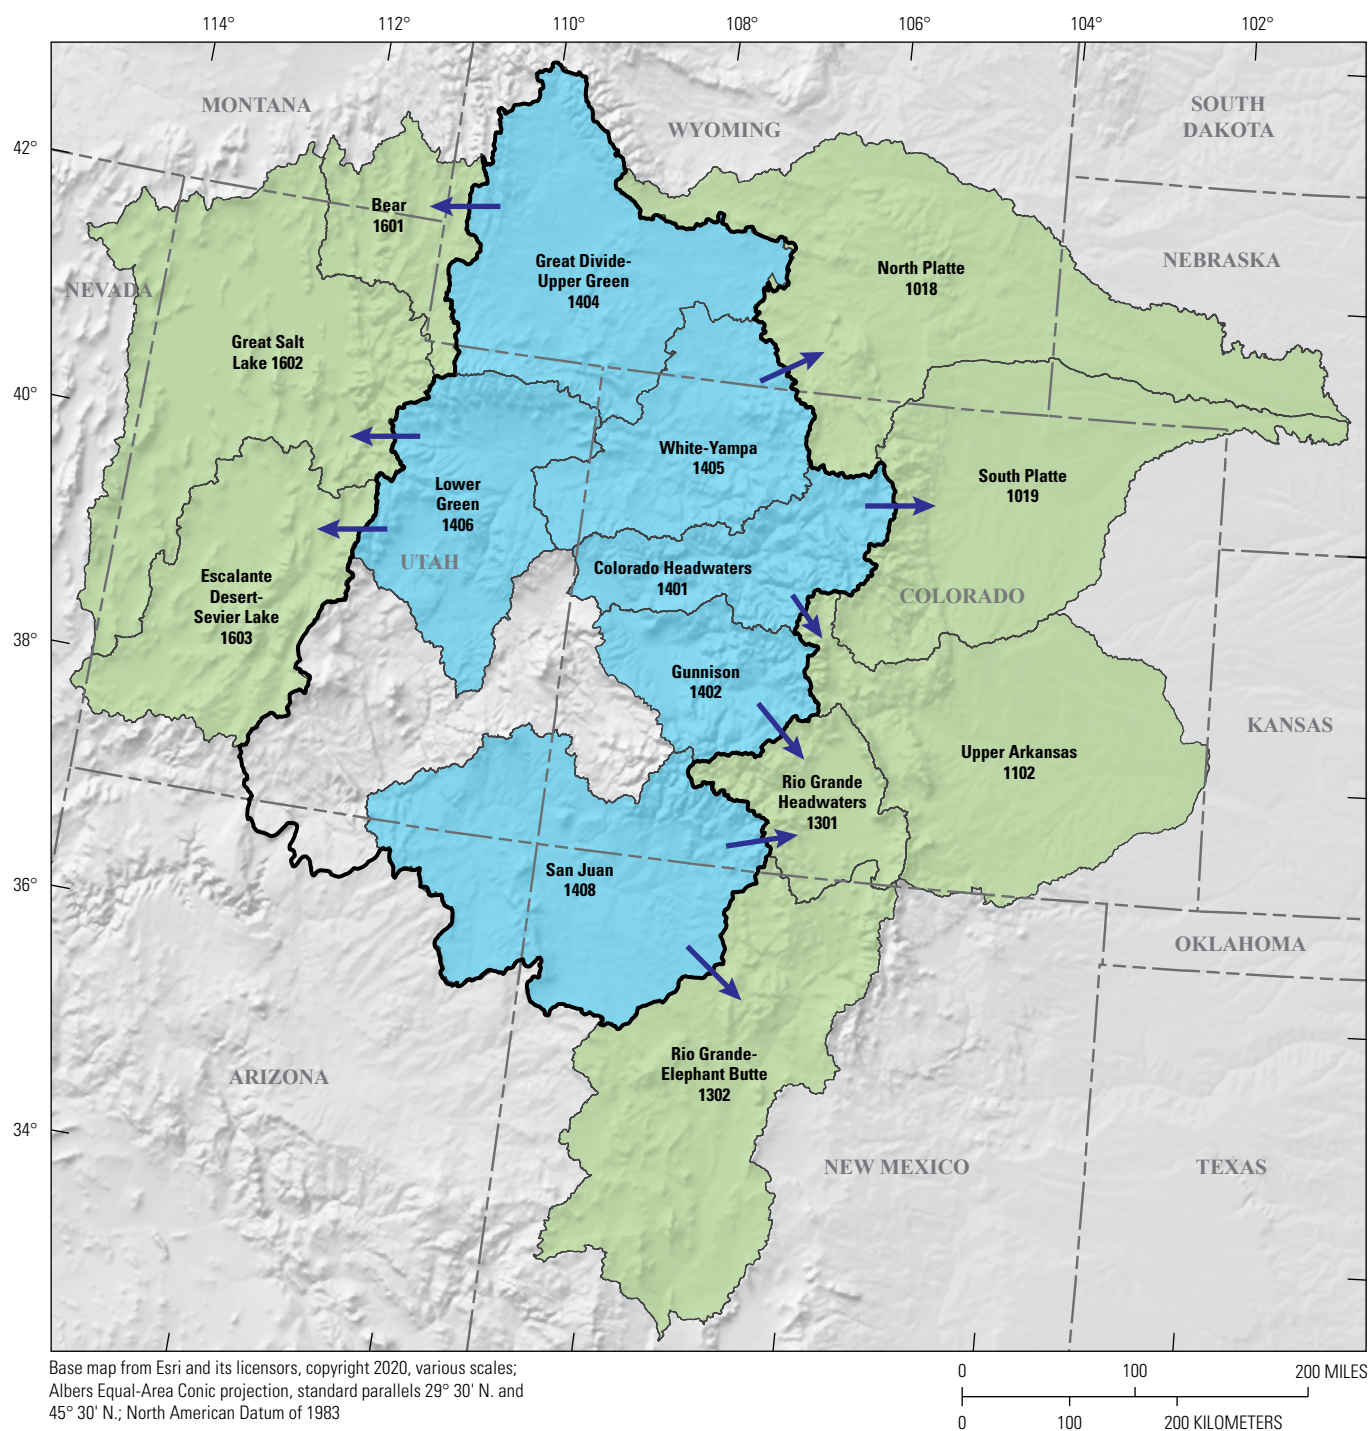 114°
112°
110°
108°
106°
104°
102°
42°
40°
38°
36°
34°
MONTANA
WYOMING
SOUTH
DAKOTA
NEBRASKA
NEVADA
UTAH
COLORADO
KANSAS
OKLAHOMA
ARIZONA
NEW MEXICO
TEXAS
Bear
1601
Great Divide-
Upper Green
1404
North Platte
1018
Great Salt
Lake 1602
White-Yampa
1405
South Platte
1019
Lower
Green
1406
Colorado Headwaters
1401
Escalante
Desert-
Sevier Lake
1603
Gunnison
1402
Upper Arkansas
1102
Rio Grande
Headwaters
1301
San Juan
1408
Rio Grande-
Elephant Butte
1302
Base map from Esri and its licensors, copyright 2020, various scales;
Albers Equal-Area Conic projection, standard parallels 29° 30' N. and
45° 30' N.; North American Datum of 1983
0 100 200 MILES
0 100 200 KILOMETERS